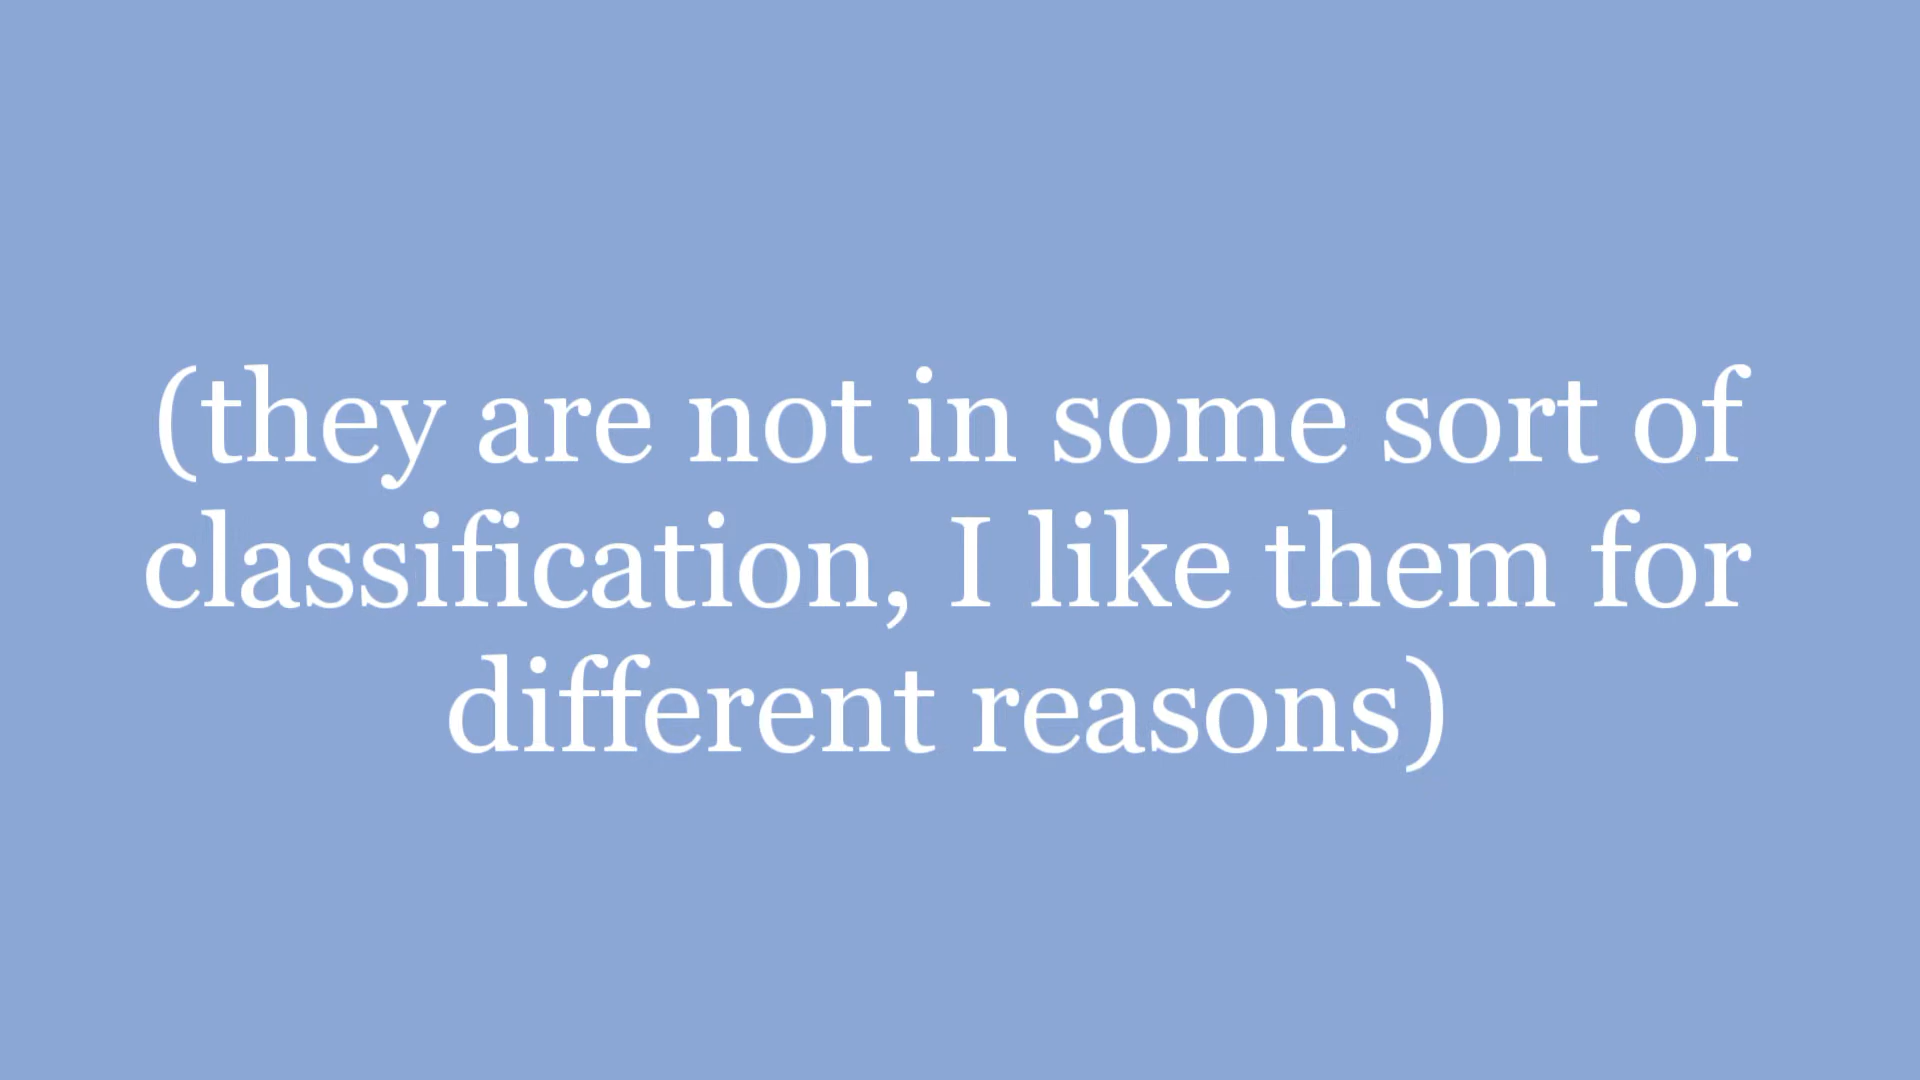 (they are not in some sort of
classification, I like them for
different reasons)